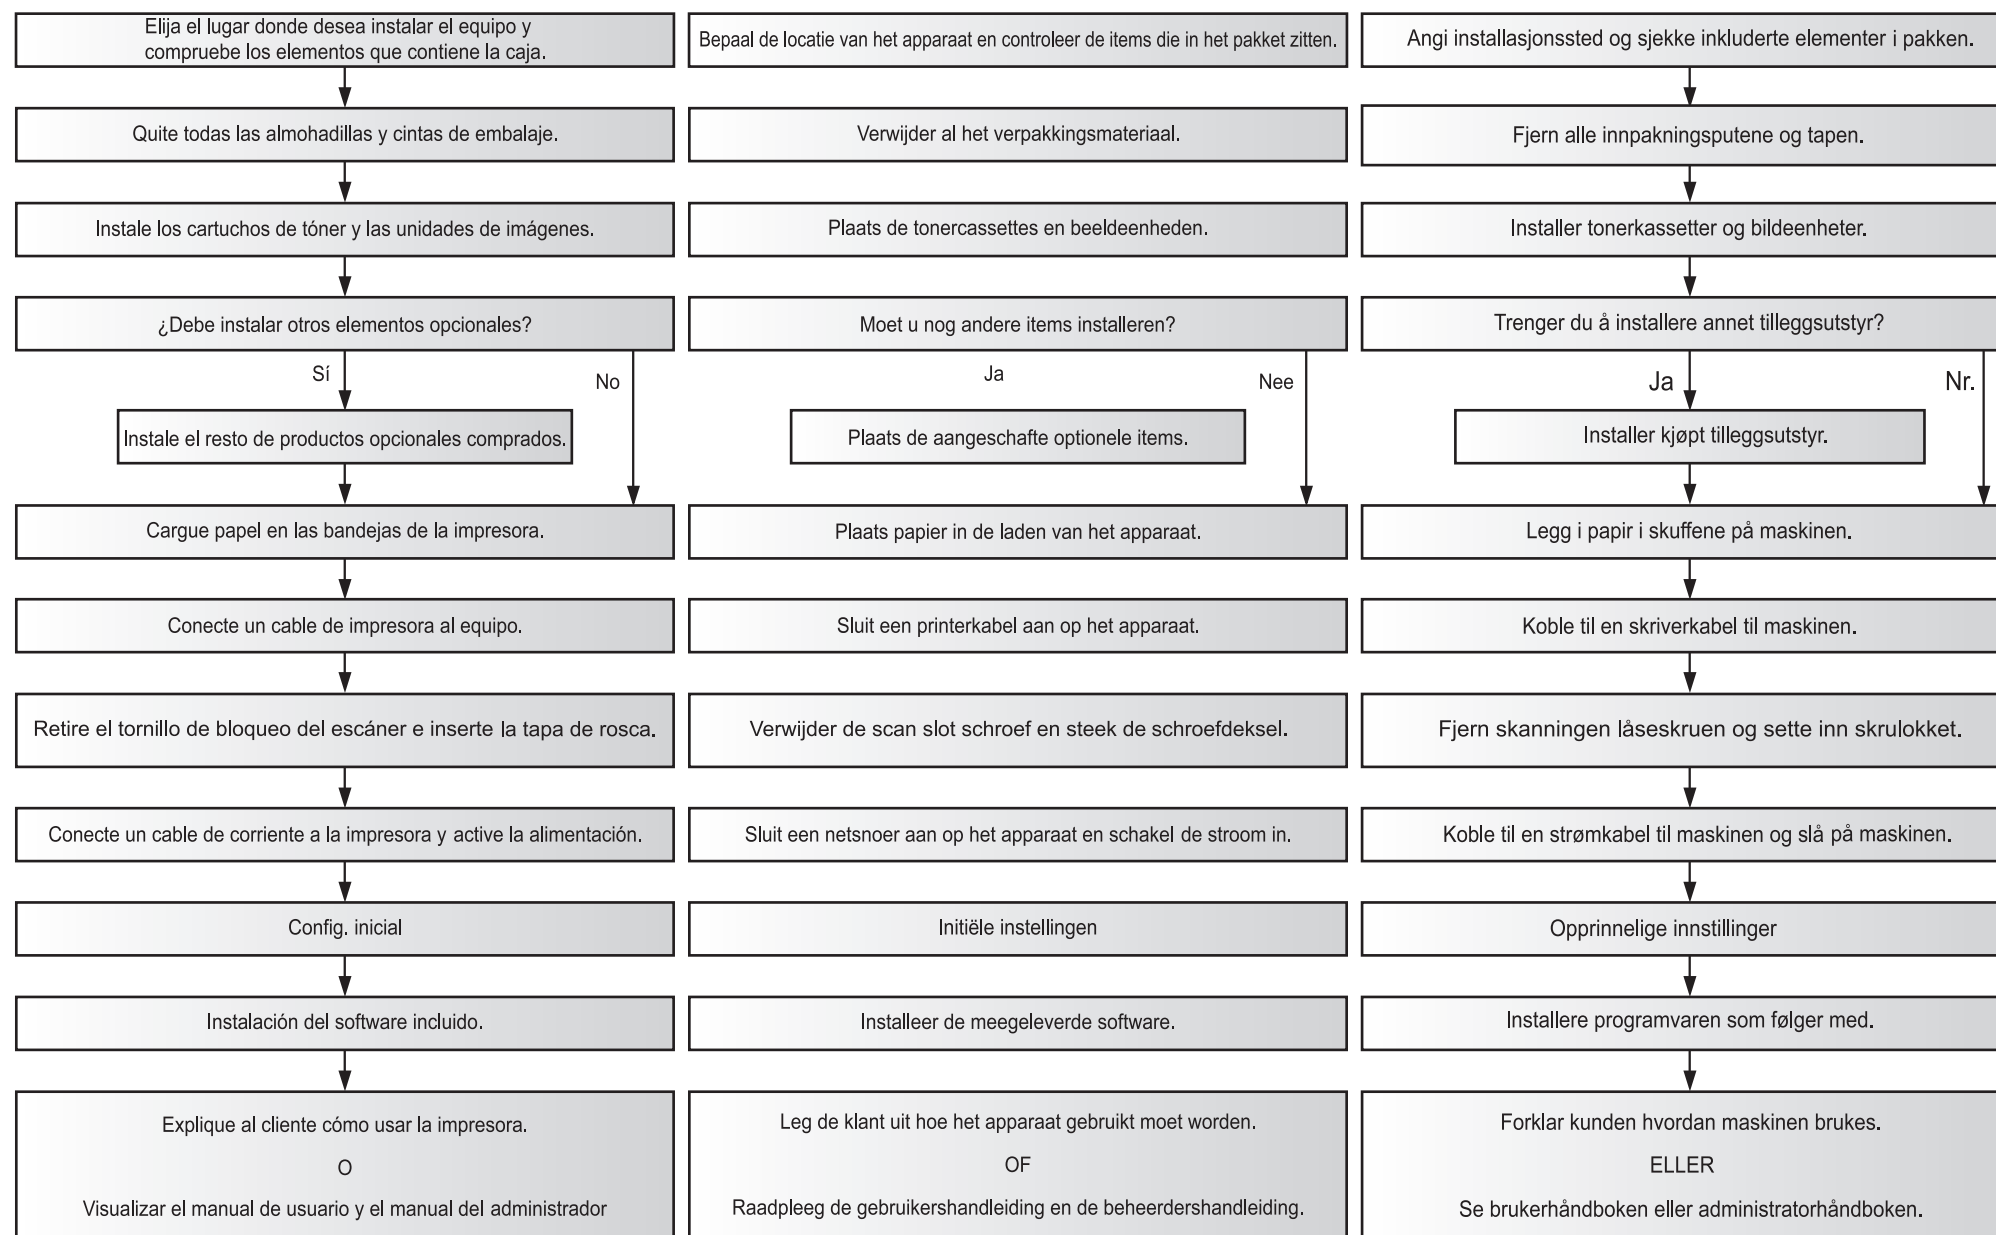 Elija el lugar donde desea instalar el equipo y
compruebe los elementos que contiene la caja.
Quite todas las almohadillas y cintas de embalaje.
Instale los cartuchos de tóner y las unidades de imágenes.
¿Debe instalar otros elementos opcionales?
Sí
No
Instale el resto de productos opcionales comprados.
Cargue papel en las bandejas de la impresora.
Conecte un cable de impresora al equipo.
Retire el tornillo de bloqueo del escáner e inserte la tapa de rosca.
Conecte un cable de corriente a la impresora y active la alimentación.
Config. inicial
Instalación del software incluido.
Explique al cliente cómo usar la impresora.
O
Visualizar el manual de usuario y el manual del administrador
Bepaal de locatie van het apparaat en controleer de items die in het pakket zitten.
Verwijder al het verpakkingsmateriaal.
Plaats de tonercassettes en beeldeenheden.
Moet u nog andere items installeren?
Ja
Nee
Plaats de aangeschafte optionele items.
Plaats papier in de laden van het apparaat.
Sluit een printerkabel aan op het apparaat.
Verwijder de scan slot schroef en steek de schroefdeksel.
Sluit een netsnoer aan op het apparaat en schakel de stroom in.
Initiële instellingen
Installeer de meegeleverde software.
Leg de klant uit hoe het apparaat gebruikt moet worden.
OF
Raadpleeg de gebruikershandleiding en de beheerdershandleiding.
Angi installasjonssted og sjekke inkluderte elementer i pakken.
Fjern alle innpakningsputene og tapen.
Installer tonerkassetter og bildeenheter.
Trenger du å installere annet tilleggsutstyr?
Ja
Nr.
Installer kjøpt tilleggsutstyr.
Legg i papir i skuffene på maskinen.
Koble til en skriverkabel til maskinen.
Fjern skanningen låseskruen og sette inn skrulokket.
Koble til en strømkabel til maskinen og slå på maskinen.
Opprinnelige innstillinger
Installere programvaren som følger med.
Forklar kunden hvordan maskinen brukes.
ELLER
Se brukerhåndboken eller administratorhåndboken.